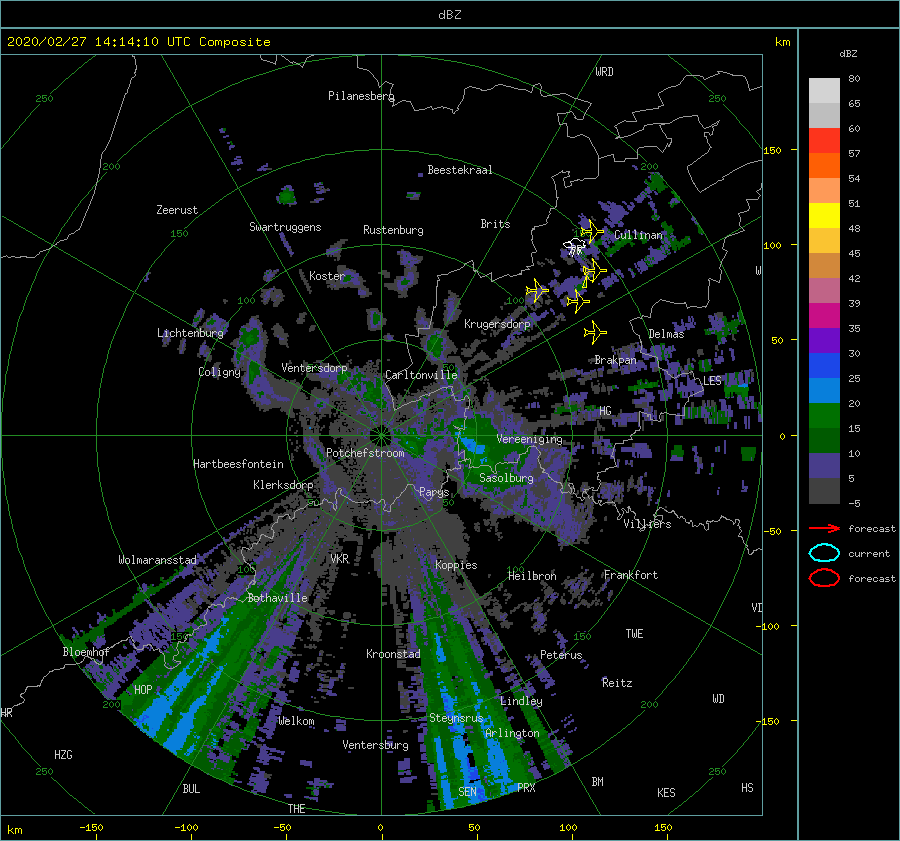 dBZ
2020/02/27 14:14:10 UTC Composite
km
dBZ
WRD
250
Pilanesberg
250
80
65
60
57
54
51
48
45
42
39
35
30
25
20
15
10
5
-5
150
100
50
0
-50
-100
-150
200
Beestekraal
200
Zeerust
150
Swartruggens
Rustenburg
Brits
Cullinan
Koster
W
100
100
Lichtenburg
Krugersdorp
Delmas
Coligny
Ventersdorp
Carltonville
Brakpan
LES
HG
Vereeniging
Potchefstroom
Hartbeesfontein
Klerksdorp
Sasolburg
Parys
50
50
Villiers
forecast
current
forecast
Wolmaransstad
VKR
Koppies
100
100
Heilbron
Frankfort
Bothaville
VD
150
150
TWE
Bloemhof
Kroonstad
Peterus
HOP
Reitz
WD
200
200
HR
Welkom
Lindley
Steynsrus
Arlington
HZG
Ventersburg
250
250
BUL
SEN
PRX
BM
KES
HS
THE
km
-150
-100
-50
0
50
100
150